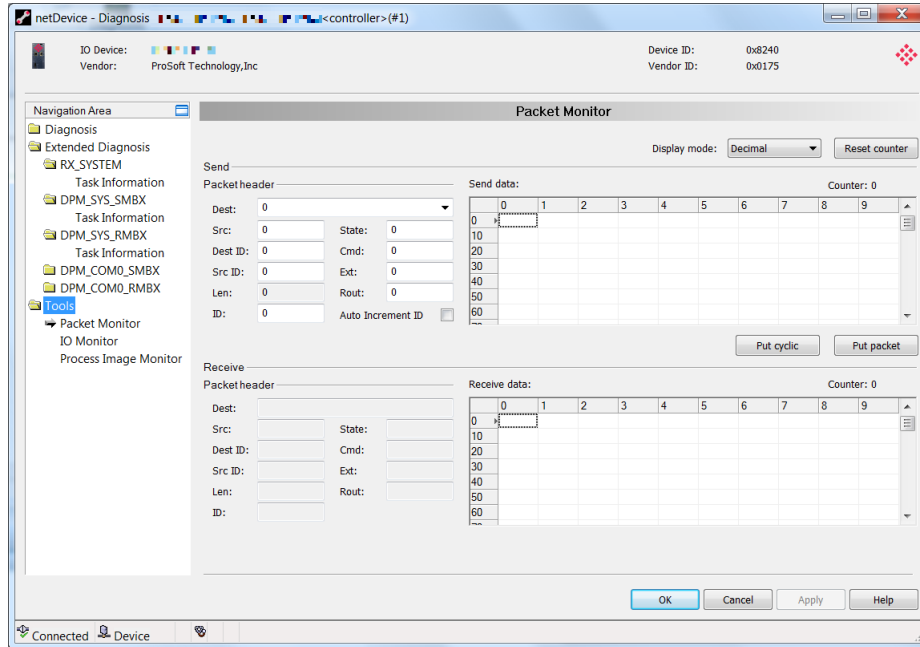 netDevice - Diagnosis <controller>(#1)
IO Device:
Vendor: ProSoft Technology,Inc
Device ID: 0x8240
Vendor ID: 0x0175
Navigation Area
Diagnosis
Extended Diagnosis
RX_SYSTEM
Task Information
DPM_SYS_SMBX
Task Information
DPM_SYS_RMBX
Task Information
DPM_COM0_SMBX
DPM_COM0_RMBX
Tools
Packet Monitor
IO Monitor
Process Image Monitor
Packet Monitor
Display mode: Decimal Reset counter
Send
Packet header
Dest: 0
Src: 0 State: 0
Dest ID: 0 Cmd: 0
Src ID: 0 Ext: 0
Len: 0 Rout: 0
ID: 0 Auto Increment ID
Send data: Counter: 0
0 1 2 3 4 5 6 7 8 9
0
10
20
30
40
50
60
Put cyclic Put packet
Receive
Packet header
Dest:
Src: State:
Dest ID: Cmd:
Src ID: Ext:
Len: Rout:
ID:
Receive data: Counter: 0
0 1 2 3 4 5 6 7 8 9
0
10
20
30
40
50
60
OK Cancel Apply Help
Connected Device